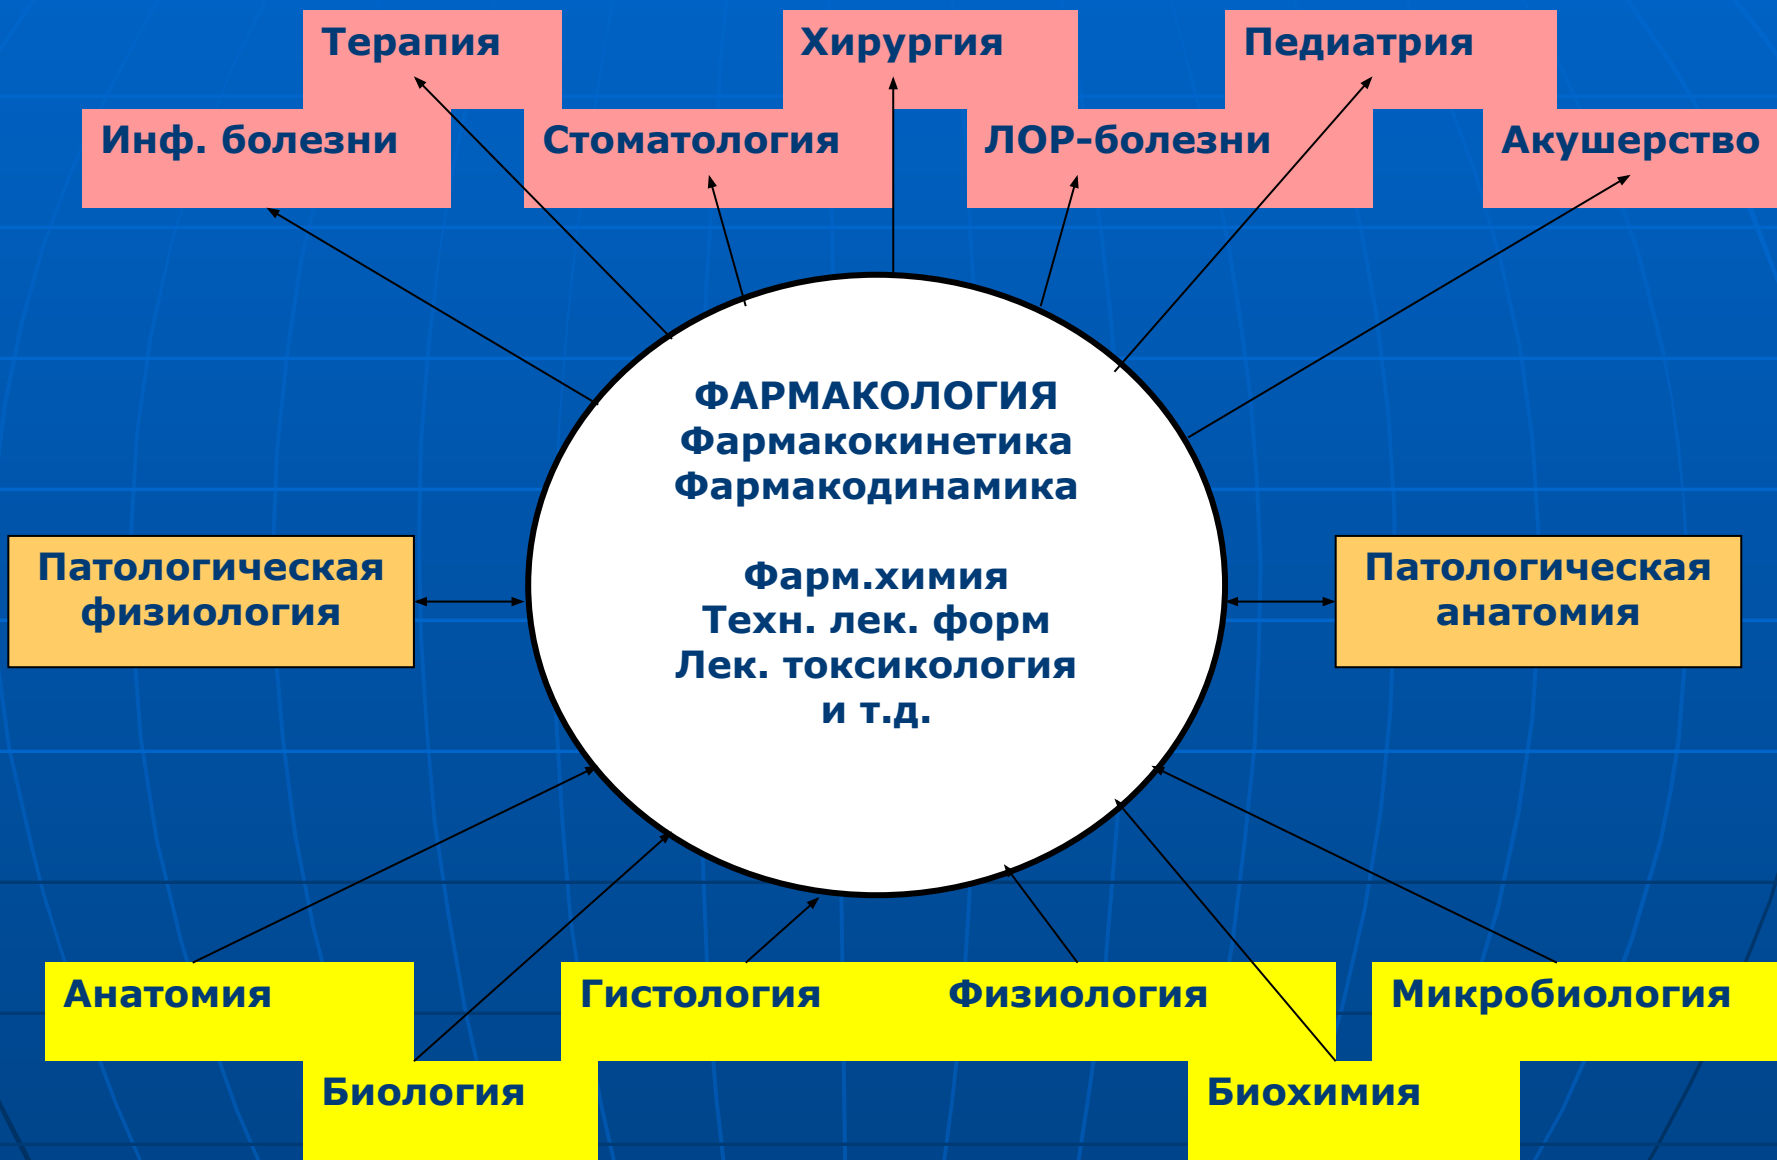 Терапия
Хирургия
Педиатрия
Инф. болезни
Стоматология
ЛОР-болезни
Акушерство
ФАРМАКОЛОГИЯ
Фармакокинетика
Фармакодинамика
Фарм.химия
Техн. лек. форм
Лек. токсикология
и т.д.
Патологическая
физиология
Патологическая
анатомия
Анатомия
Гистология
Физиология
Микробиология
Биология
Биохимия